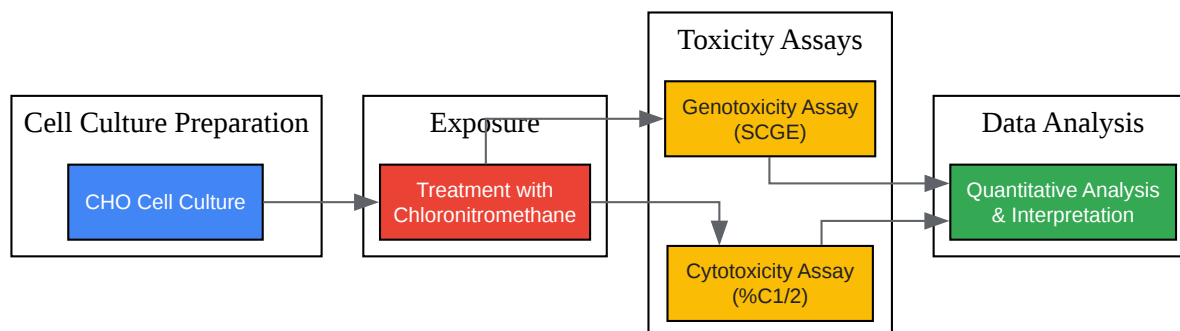 Cell Culture Preparation
CHO Cell Culture
Exposure
Treatment with
Chloronitromethane
Toxicity Assays
Genotoxicity Assay
(SCGE)
Cytotoxicity Assay
(%C1/2)
Data Analysis
Quantitative Analysis
& Interpretation